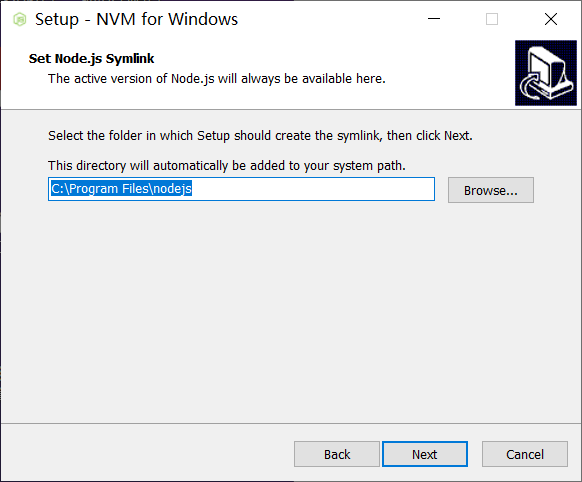 Setup - NVM for Windows
Set Node.js Symlink
The active version of Node.js will always be available here.
Select the folder in which Setup should create the symlink, then click Next.
This directory will automatically be added to your system path.
C:\Program Files\nodejs
Browse...
Back
Next
Cancel